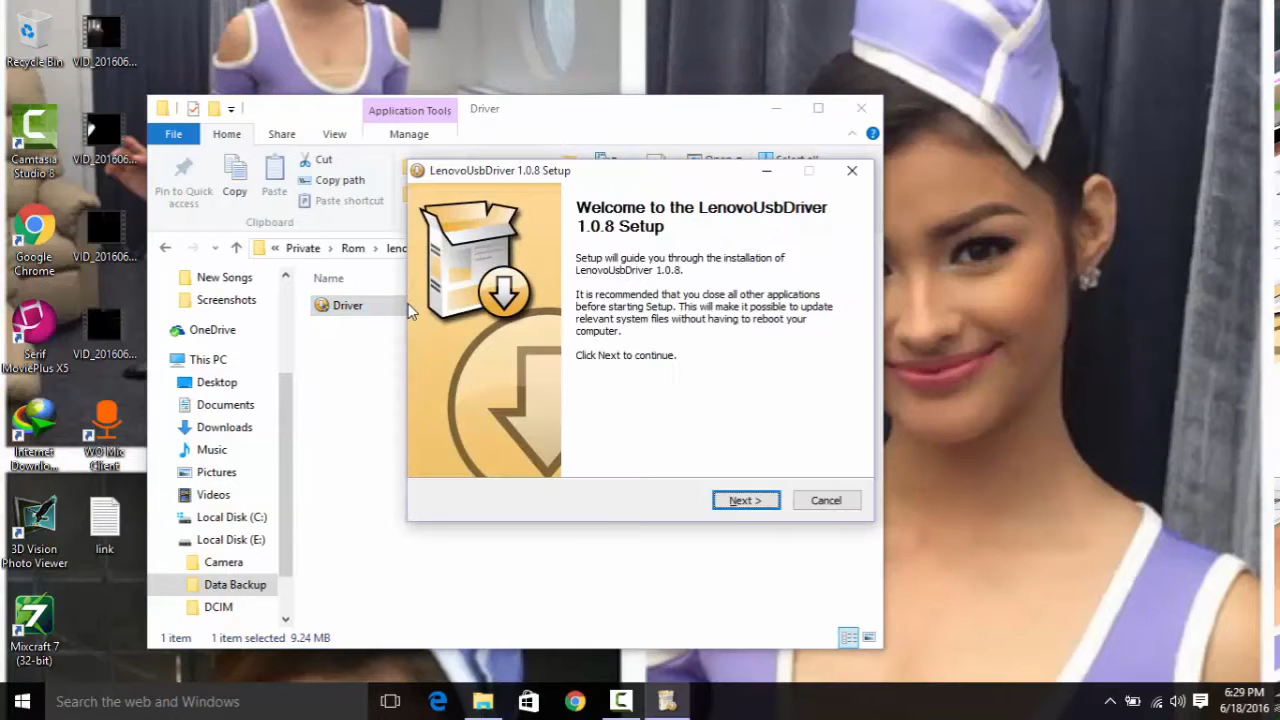 Recycle Bin
VID_201606...
Camtasia
Studio 8
VID_201606...
Google
Chrome
VID_201606...
Serif
MoviePlus X5
VID_201606...
Internet
Downlo...
WO Mic
Client
3D Vision
Photo Viewer
link
Mixcraft 7
(32-bit)
Application Tools
Driver
File
Home
Share
View
Manage
Pin to Quick
access
Copy
Paste
Cut
Copy path
Paste shortcut
Clipboard
Open
Select all
« Private > Rom > leno
New Songs
Screenshots
OneDrive
This PC
Desktop
Documents
Downloads
Music
Pictures
Videos
Local Disk (C:)
Local Disk (E:)
Camera
Data Backup
DCIM
Name
Driver
1 item
1 item selected 9.24 MB
LenovoUsbDriver 1.0.8 Setup
Welcome to the LenovoUsbDriver
1.0.8 Setup
Setup will guide you through the installation of
LenovoUsbDriver 1.0.8.
It is recommended that you close all other applications
before starting Setup. This will make it possible to update
relevant system files without having to reboot your
computer.
Click Next to continue.
Next >
Cancel
Search the web and Windows
6:29 PM
6/18/2016